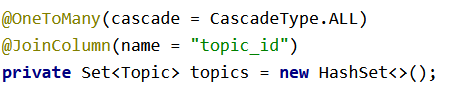 @OneToMany(cascade = CascadeType.ALL)
@JoinColumn(name = "topic_id")
private Set<Topic> topics = new HashSet<>();